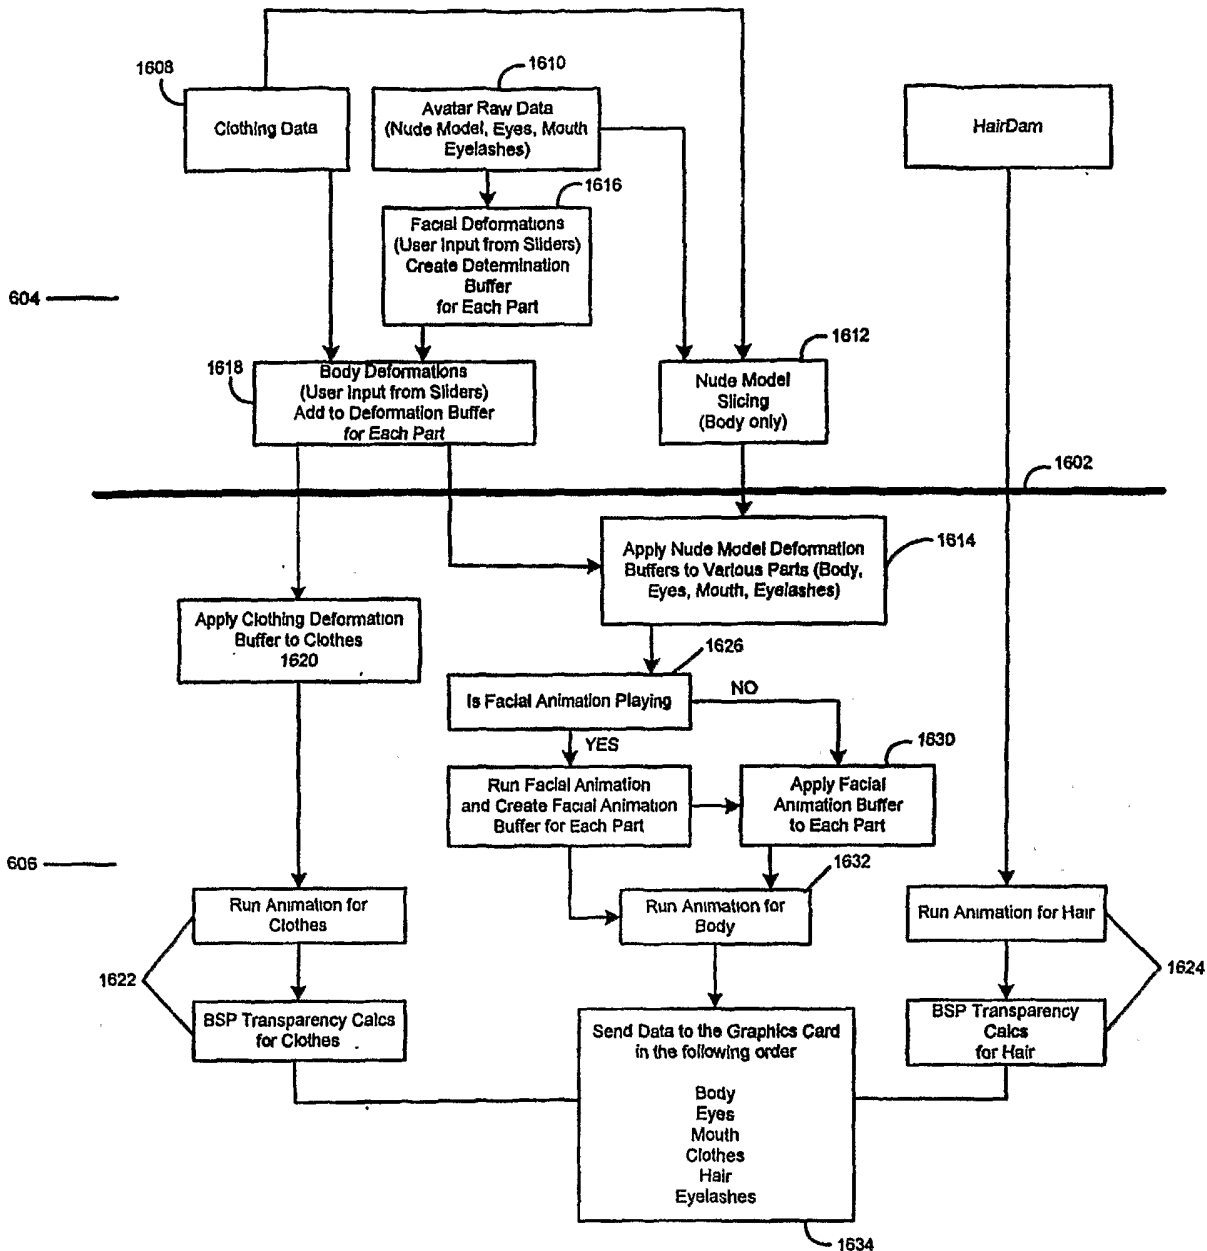 1608
1610
Clothing Data
Avatar Raw Data
(Nude Model, Eyes, Mouth
Eyelashes)
HairDam
1616
Facial Deformations
(User Input from Sliders)
Create Determination
Buffer
for Each Part
604
1618
Body Deformations
(User Input from Sliders)
Add to Deformation Buffer
for Each Part
1612
Nude Model
Slicing
(Body only)
1602
Apply Nude Model Deformation
Buffers to Various Parts (Body,
Eyes, Mouth, Eyelashes)
1614
Apply Clothing Deformation
Buffer to Clothes
1620
1626
Is Facial Animation Playing
NO
YES
1630
Run Facial Animation
and Create Facial Animation
Buffer for Each Part
Apply Facial
Animation Buffer
to Each Part
606
1632
Run Animation for
Clothes
Run Animation for
Body
Run Animation for Hair
1622
1624
BSP Transparency Calcs
for Clothes
Send Data to the Graphics Card
in the following order
Body
Eyes
Mouth
Clothes
Hair
Eyelashes
BSP Transparency
Calcs
for Hair
1634